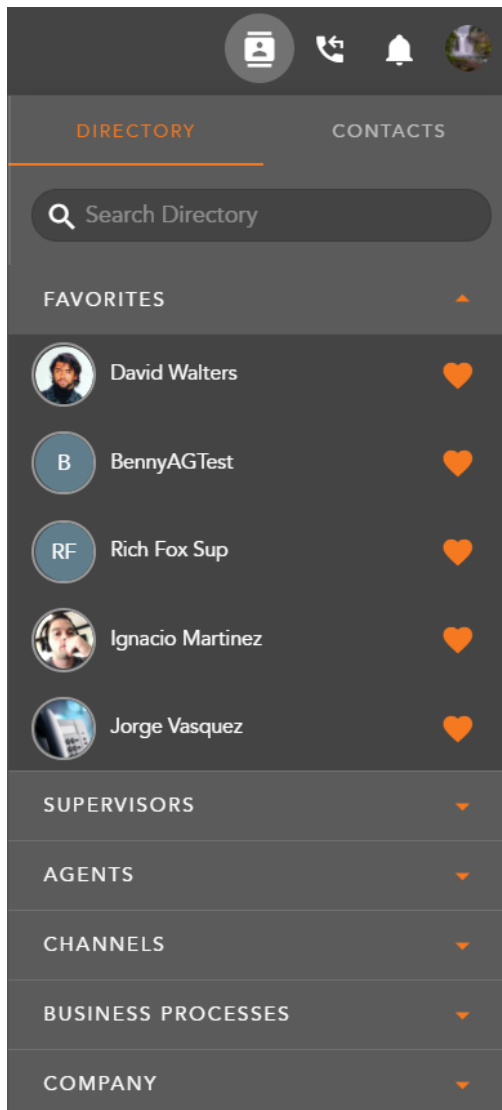 DIRECTORY CONTACTS
Search Directory
FAVORITES
David Walters
B
BennyAGTest
RF
Rich Fox Sup
Ignacio Martinez
Jorge Vasquez
SUPERVISORS
AGENTS
CHANNELS
BUSINESS PROCESSES
COMPANY